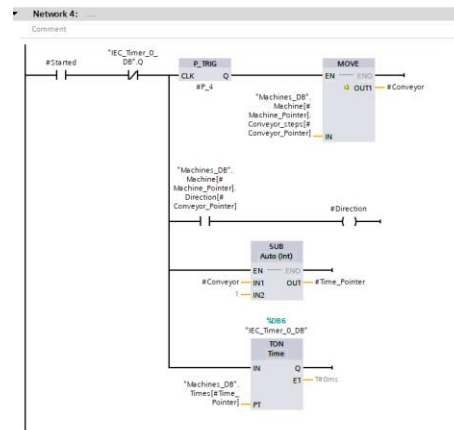 Network 4:
Comment
#Started
"IEC_Timer_0_
DB".Q
P_TRIG
CLK
Q
#P_4
MOVE
EN
ENO
OUT1
#Conveyor
"Machines_DB".
Machine[#
Machine_Pointer].
Conveyor_steps[#
Conveyor_Pointer]
IN
"Machines_DB".
Machine[#
Machine_Pointer].
Direction[#
Conveyor_Pointer]
#Direction
SUB
Auto (Int)
EN
ENO
#Conveyor
IN1
OUT
#Time_Pointer
1
IN2
%DB6
"IEC_Timer_0_DB"
TON
Time
IN
Q
ET
T#0ms
"Machines_DB".
Times[#Time_
Pointer]
PT